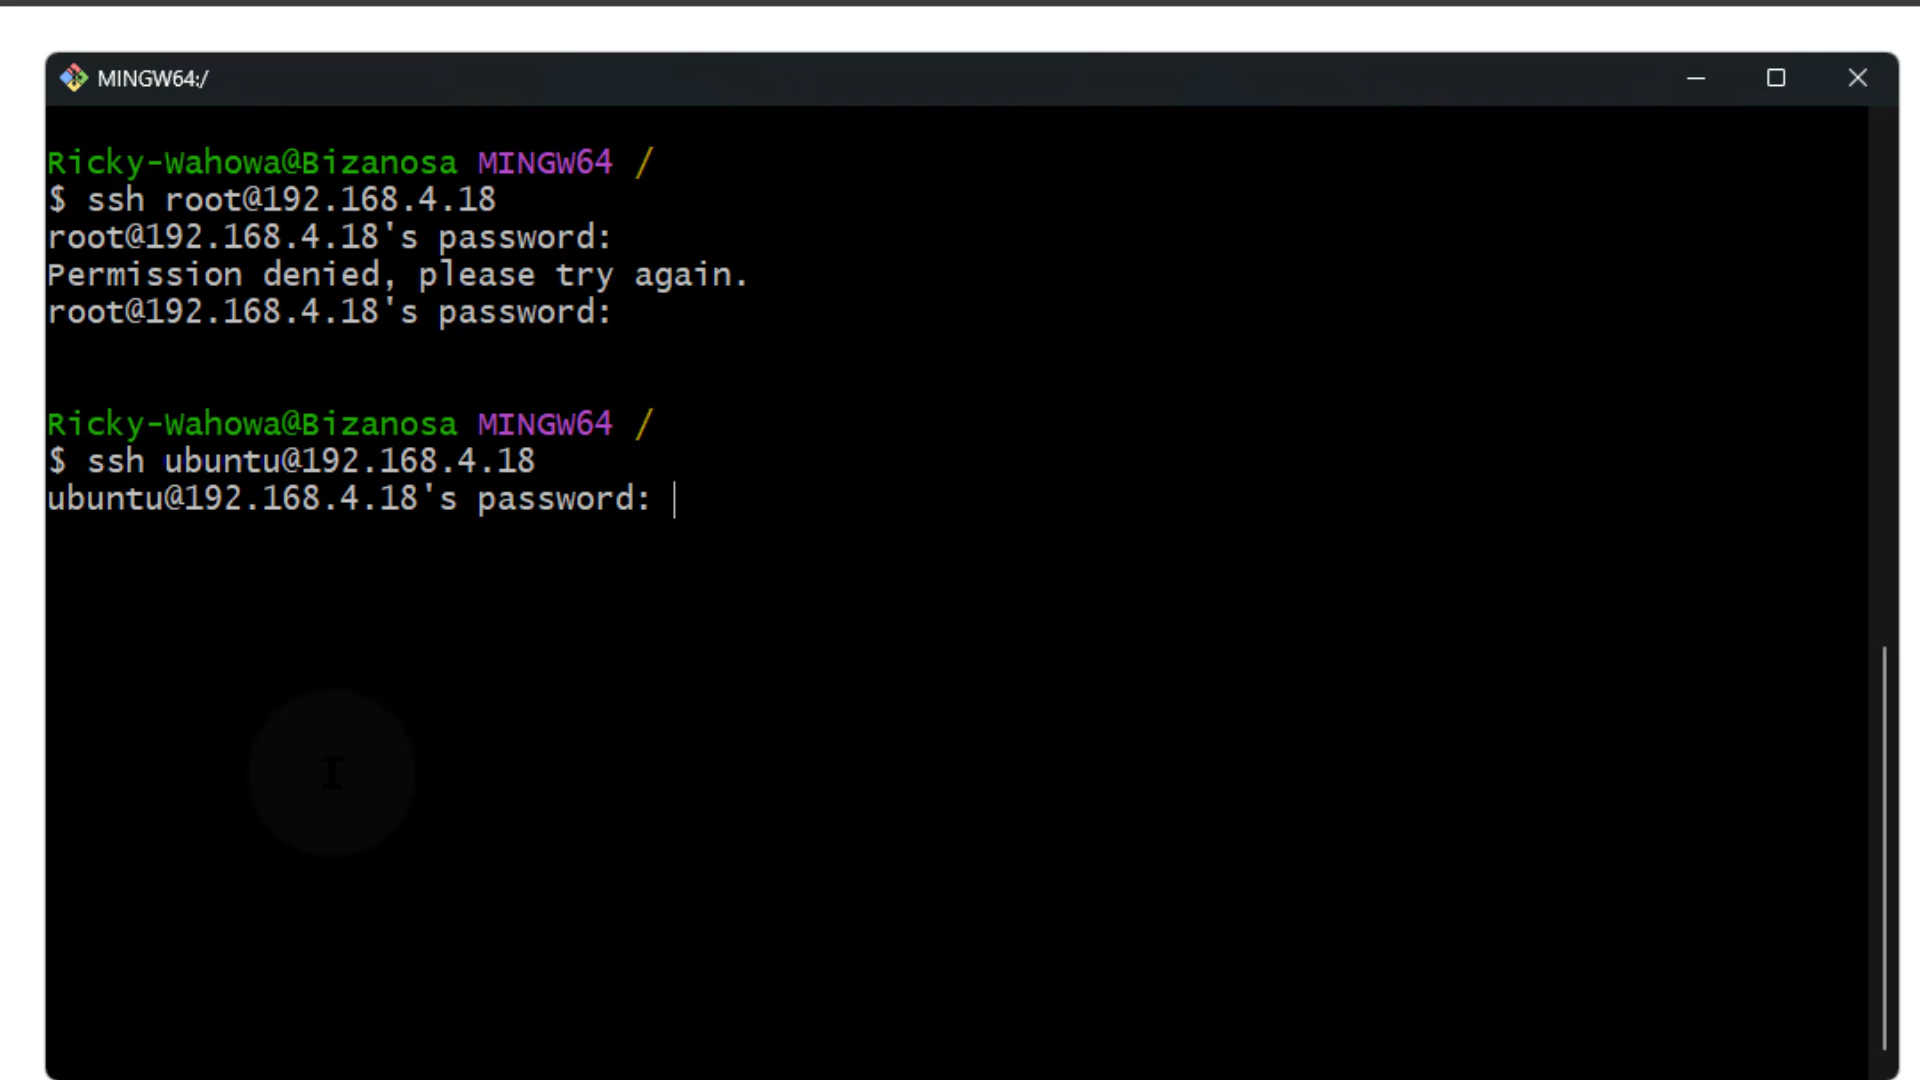 MINGW64:/
Ricky-Wahowa@Bizanosa MINGW64 /
$ ssh root@192.168.4.18
root@192.168.4.18's password:
Permission denied, please try again.
root@192.168.4.18's password:
Ricky-Wahowa@Bizanosa MINGW64 /
$ ssh ubuntu@192.168.4.18
ubuntu@192.168.4.18's password: